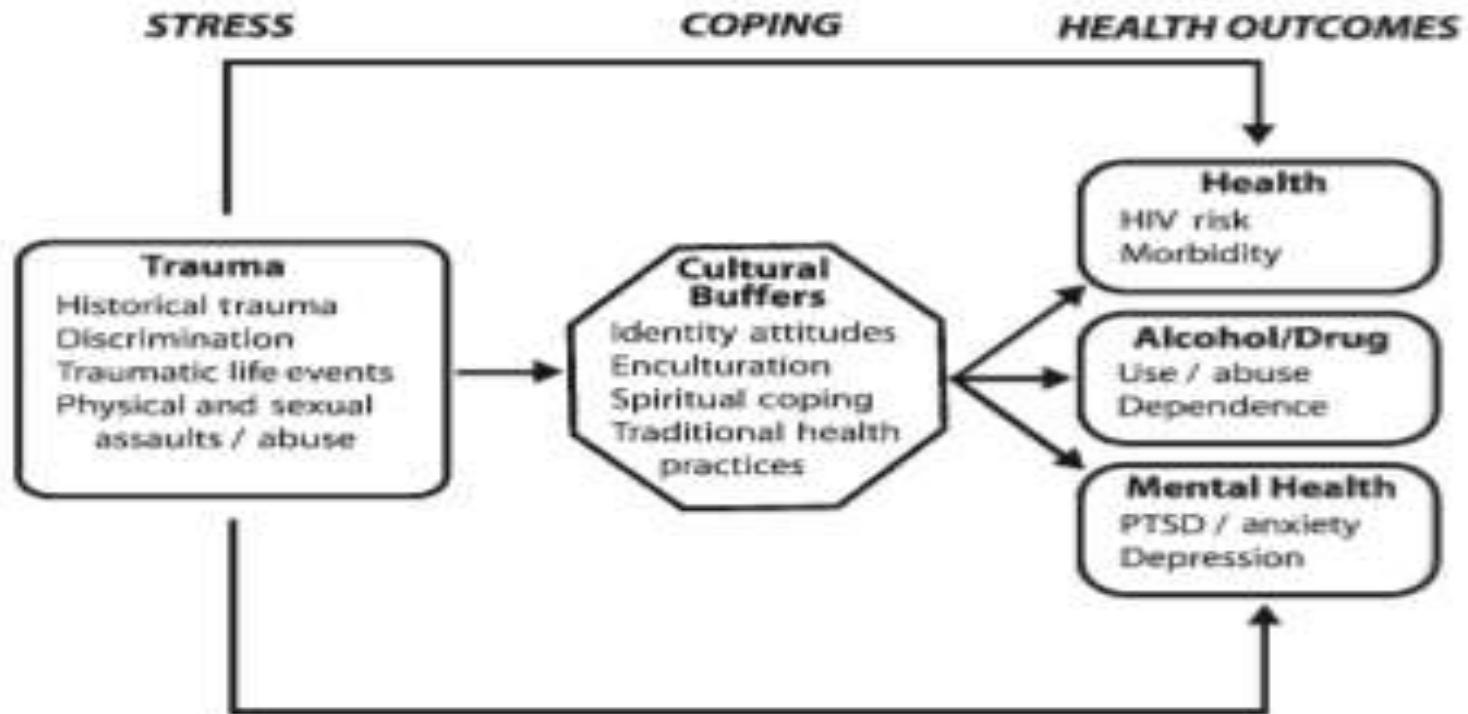 STRESS
COPING
HEALTH OUTCOMES
Trauma
Historical trauma
Discrimination
Traumatic life events
Physical and sexual
assaults / abuse
Cultural
Buffers
Identity attitudes
Enculturation
Spiritual coping
Traditional health
practices
Health
HIV risk
Morbidity
Alcohol/Drug
Use / abuse
Dependence
Mental Health
PTSD / anxiety
Depression